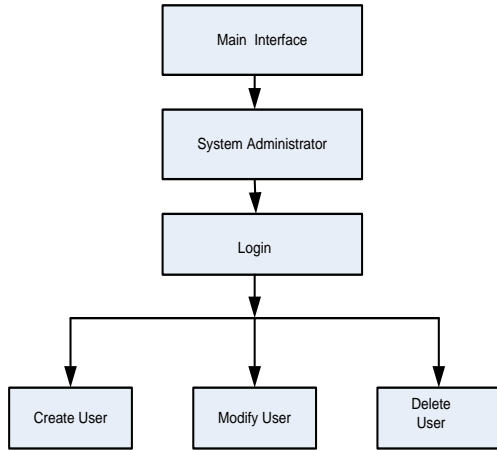 Main Interface
System Administrator
Login
Create User
Modify User
Delete
User